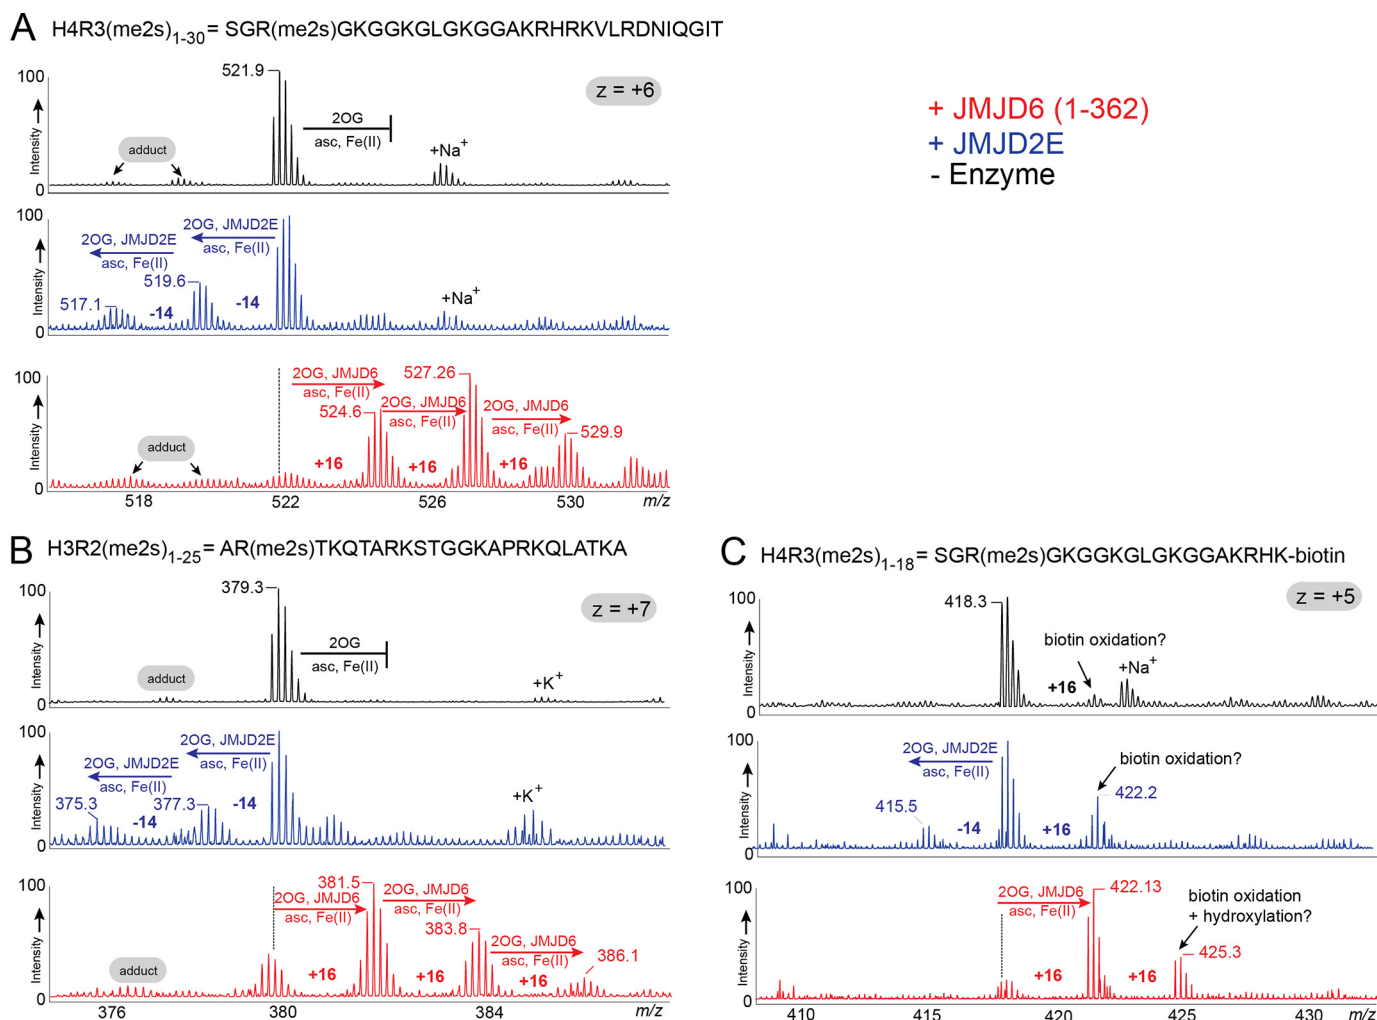 A H4R3(me2s)1-30= SGR(me2s)GKGGKGLGKGGAKRHRKVLRDNIQGIT
+ JMJD6 (1-362)
+ JMJD2E
- Enzyme
100
Intensity
0
adduct
521.9
2OG
asc, Fe(II)
+Na+
z = +6
100
Intensity
0
2OG, JMJD2E
asc, Fe(II)
2OG, JMJD2E
asc, Fe(II)
517.1
-14
519.6
-14
+Na+
100
Intensity
0
adduct
2OG, JMJD6
asc, Fe(II)
524.6
+16
2OG, JMJD6
asc, Fe(II)
527.26
+16
2OG, JMJD6
asc, Fe(II)
529.9
+16
518 522 526 530 m/z
B H3R2(me2s)1-25= AR(me2s)TKQTARKSTGGKAPRKQLATKA
100
Intensity
0
adduct
379.3
2OG
asc, Fe(II)
+K+
z = +7
100
Intensity
0
2OG, JMJD2E
asc, Fe(II)
2OG, JMJD2E
asc, Fe(II)
375.3
-14
377.3
-14
+K+
100
Intensity
0
adduct
2OG, JMJD6
asc, Fe(II)
381.5
+16
2OG, JMJD6
asc, Fe(II)
383.8
+16
2OG, JMJD6
asc, Fe(II)
386.1
+16
376 380 384 m/z
C H4R3(me2s)1-18= SGR(me2s)GKGGKGLGKGGAKRHK-biotin
100
Intensity
0
418.3
biotin oxidation?
+16
+Na+
z = +5
100
Intensity
0
2OG, JMJD2E
asc, Fe(II)
415.5
-14
+16
biotin oxidation?
422.2
100
Intensity
0
2OG, JMJD6
asc, Fe(II)
422.13
+16
+16
biotin oxidation
+ hydroxylation?
425.3
410 415 420 425 430 m/z